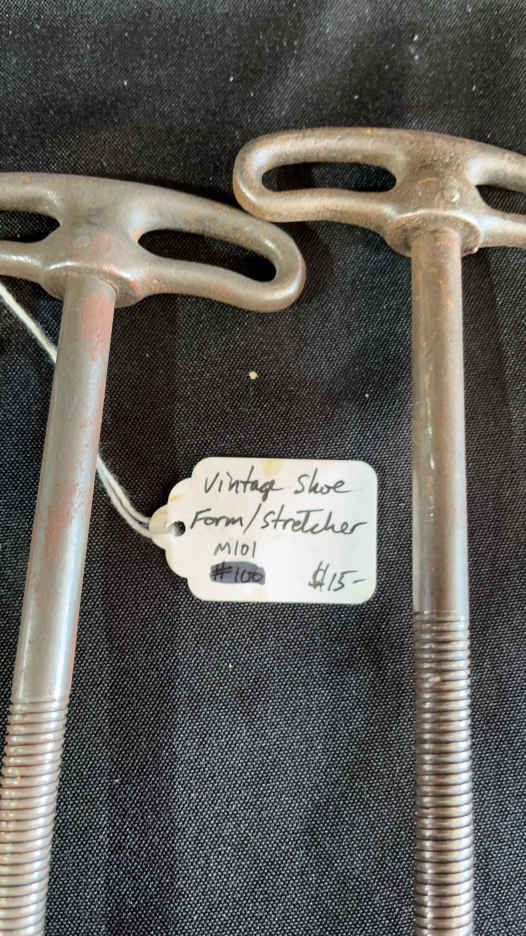 Vintage Shoe
Form/Stretcher
M101
#100
$15-